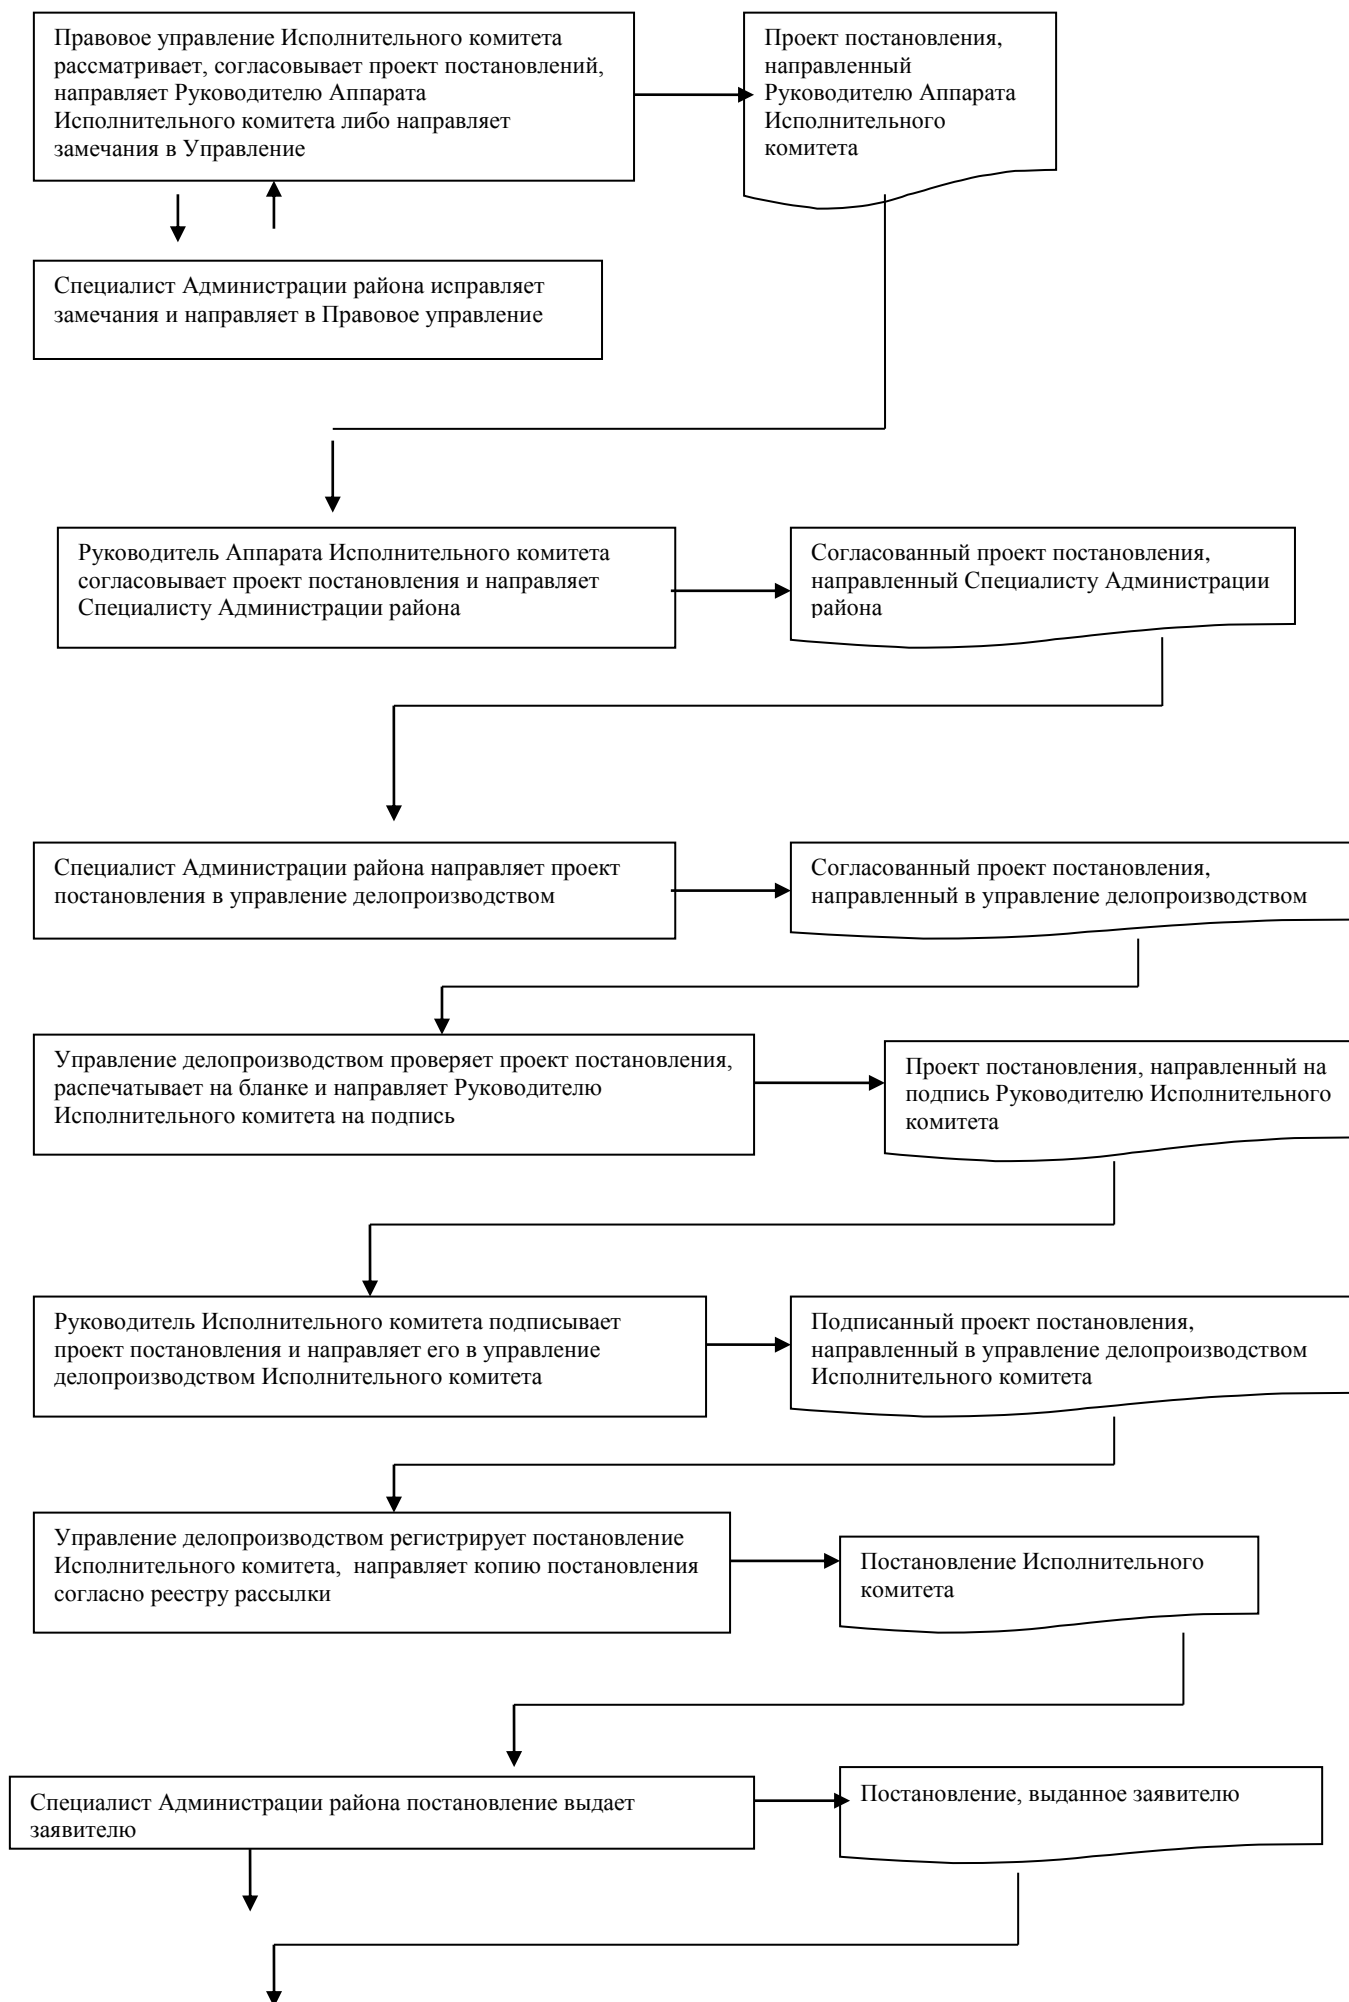 Правовое управление Исполнительного комитета
рассматривает, согласовывает проект постановлений,
направляет Руководителю Аппарата
Исполнительного комитета либо направляет
замечания в Управление
Проект постановления,
направленный
Руководителю Аппарата
Исполнительного
комитета
Специалист Администрации района исправляет
замечания и направляет в Правовое управление
Руководитель Аппарата Исполнительного комитета
согласовывает проект постановления и направляет
Специалисту Администрации района
Согласованный проект постановления,
направленный Специалисту Администрации
района
Специалист Администрации района направляет проект
постановления в управление делопроизводством
Согласованный проект постановления,
направленный в управление делопроизводством
Управление делопроизводством проверяет проект постановления,
распечатывает на бланке и направляет Руководителю
Исполнительного комитета на подпись
Проект постановления, направленный на
подпись Руководителю Исполнительного
комитета
Руководитель Исполнительного комитета подписывает
проект постановления и направляет его в управление
делопроизводством Исполнительного комитета
Подписанный проект постановления,
направленный в управление делопроизводством
Исполнительного комитета
Управление делопроизводством регистрирует постановление
Исполнительного комитета,  направляет копию постановления
согласно реестру рассылки
Постановление Исполнительного
комитета
Специалист Администрации района постановление выдает
заявителю
Постановление, выданное заявителю